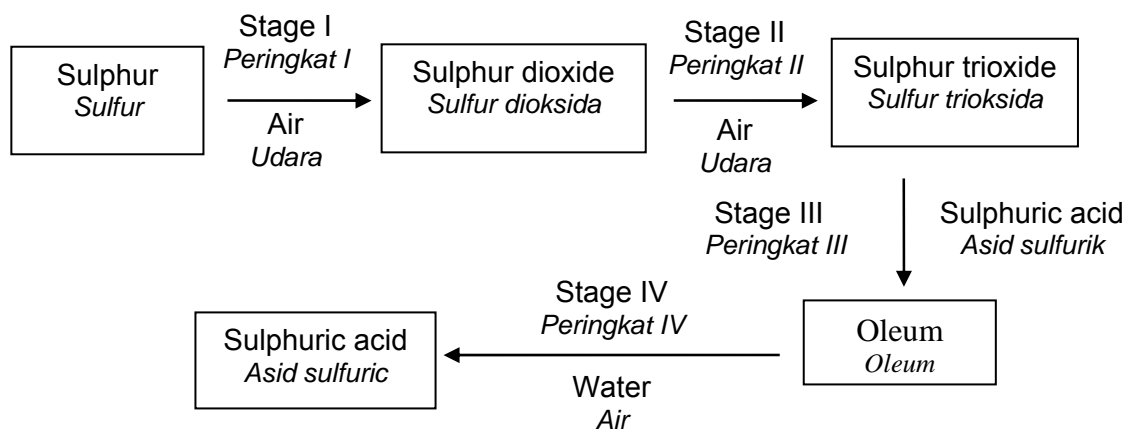 Sulphur
Sulfur
Stage I
Peringkat I
Air
Udara
Sulphur dioxide
Sulfur dioksida
Stage II
Peringkat II
Air
Udara
Sulphur trioxide
Sulfur trioksida
Stage III
Peringkat III
Sulphuric acid
Asid sulfurik
Oleum
Oleum
Stage IV
Peringkat IV
Water
Air
Sulphuric acid
Asid sulfuric